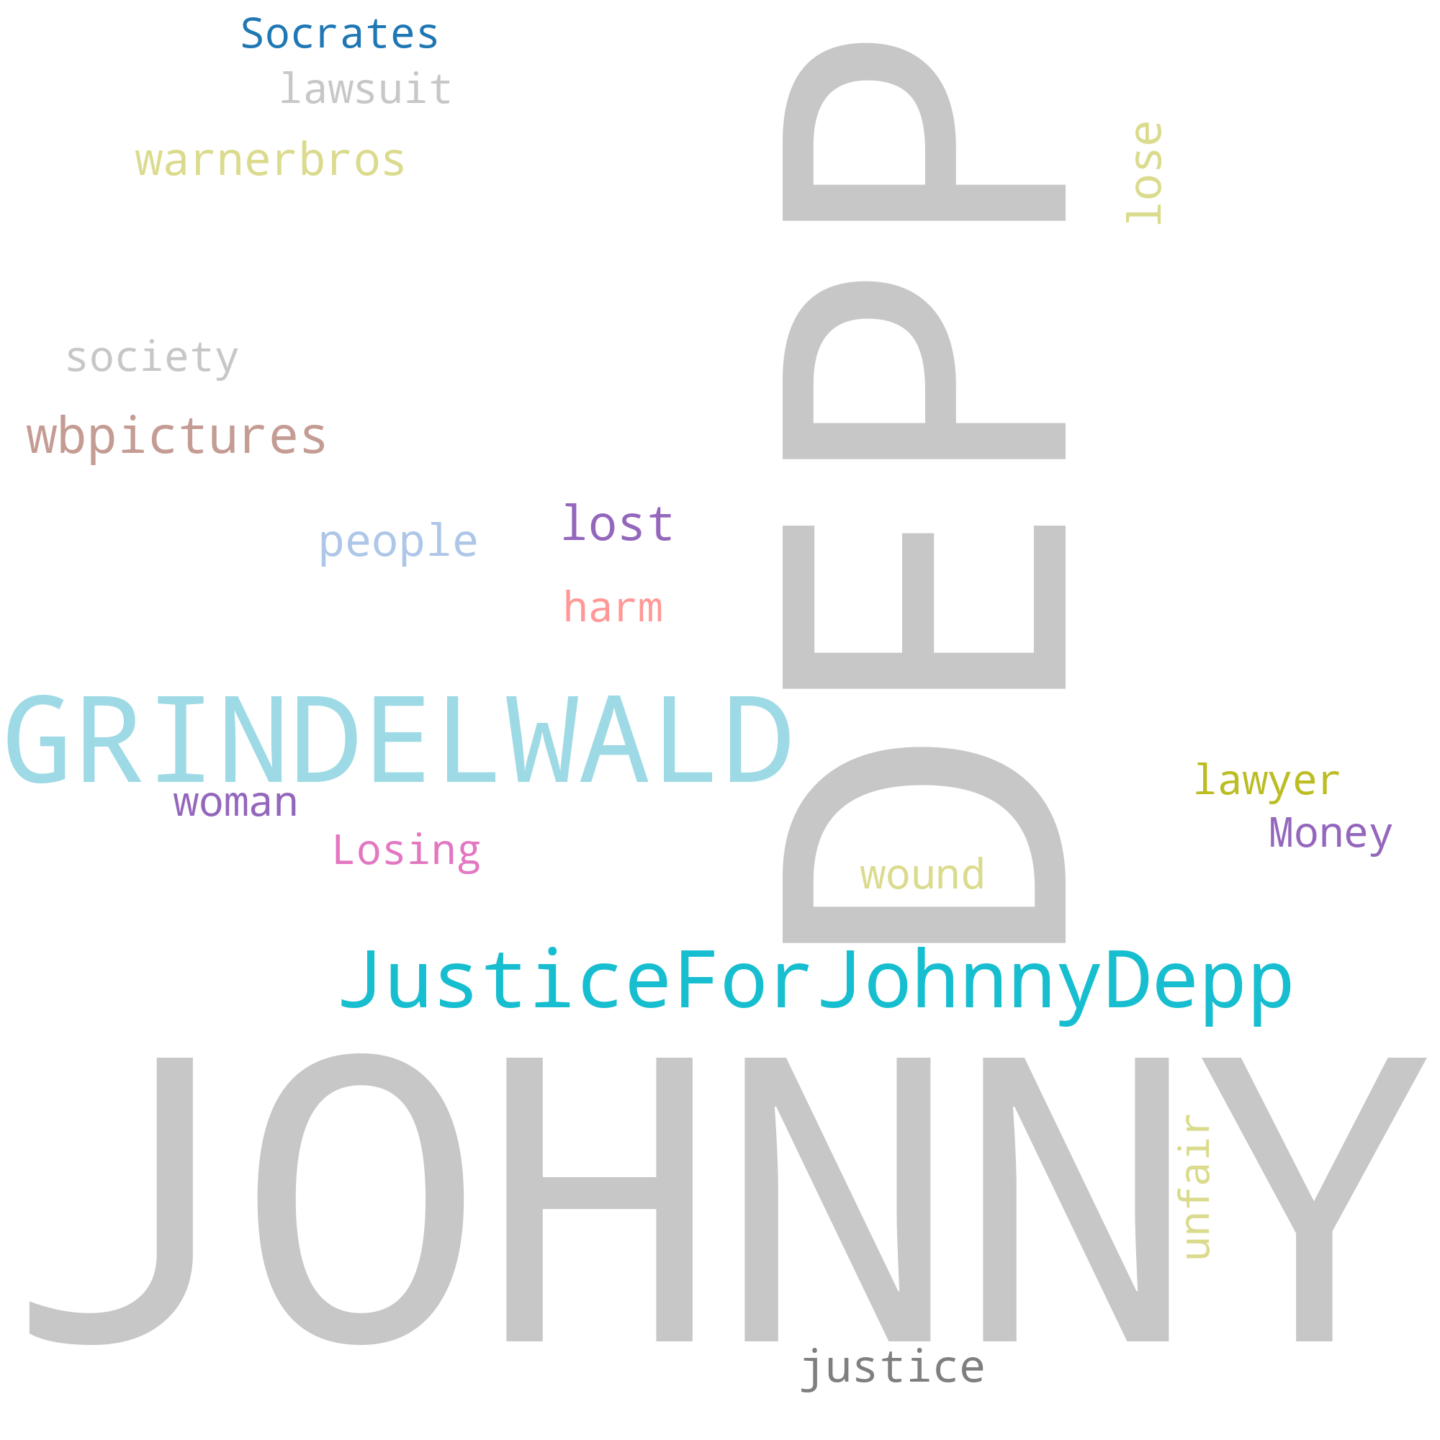 Socrates
lawsuit
warnerbros
lose
society
wbpictures
people
lost
harm
DEPP
GRINDELWALD
woman
Losing
lawyer
Money
wound
JusticeForJohnnyDepp
JOHNNY
unfair
justice